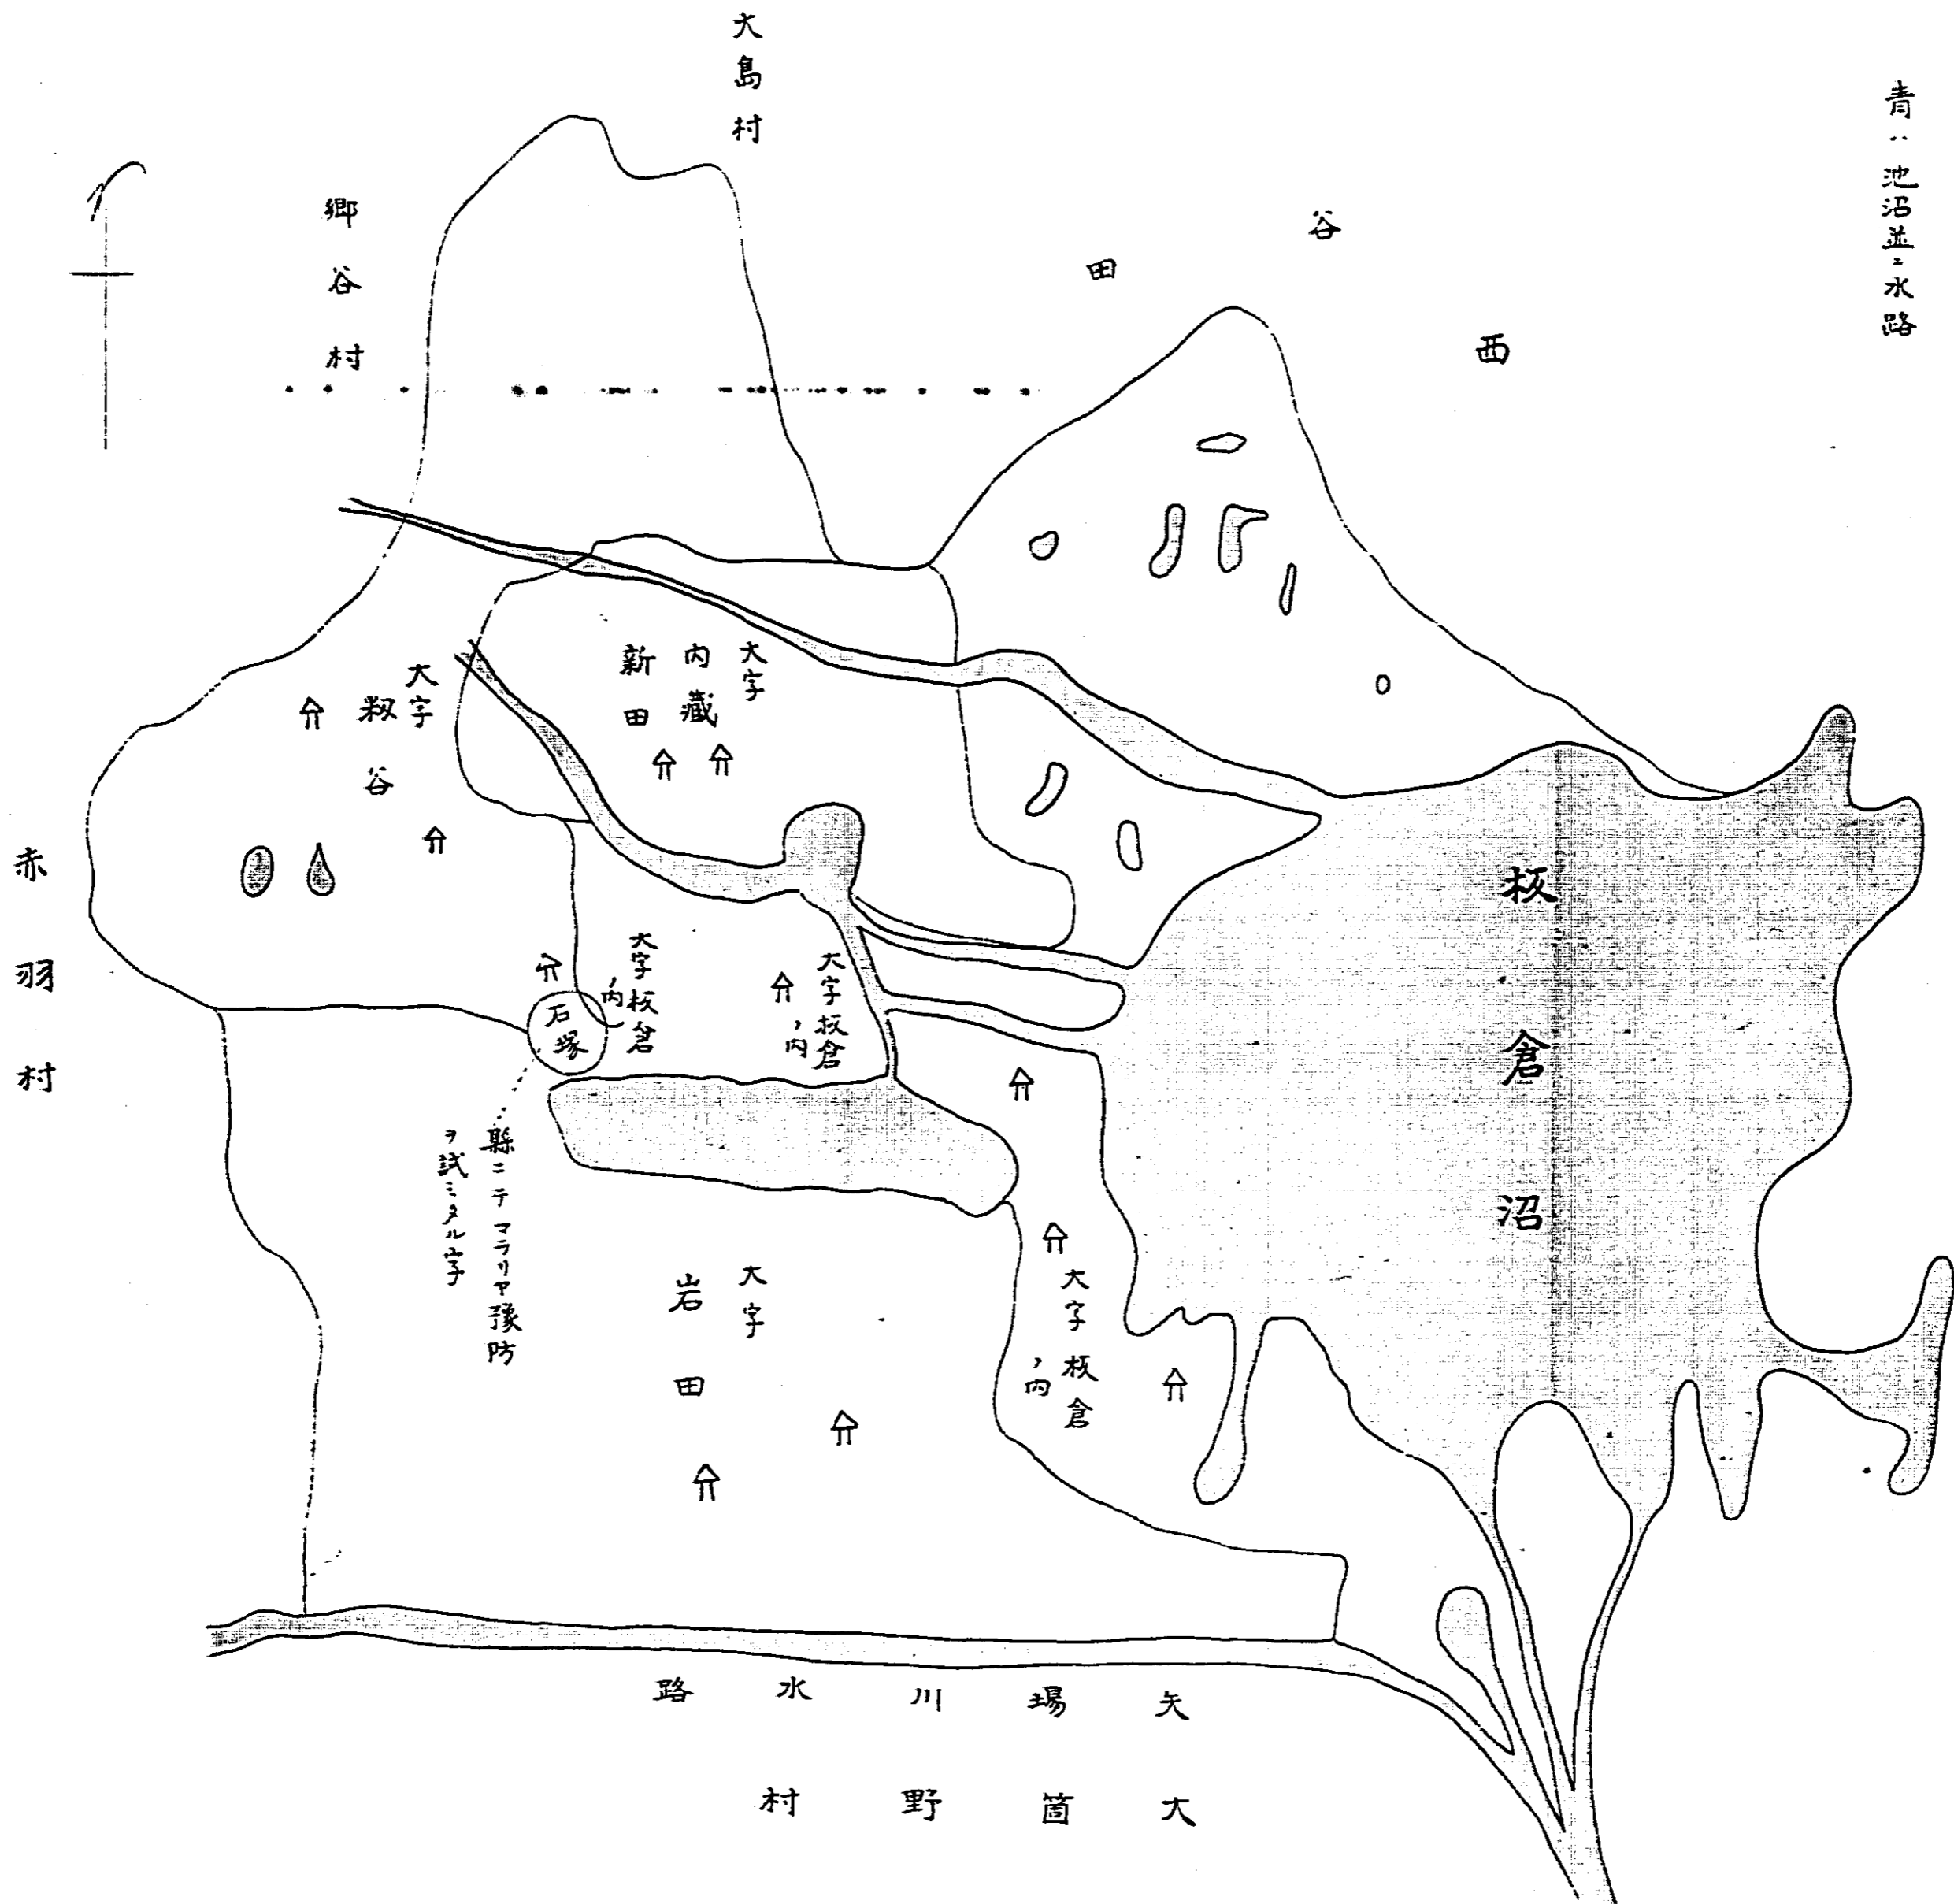 青ハ池沼並ニ水路
大島村
郷谷村
西谷田
大字
内藏
新田
大字
籾谷
赤羽村
板倉沼
大字板倉
ノ内
大字板倉
ノ内
石塚
縣ニテマラリヤ豫防
ヲ試ミタル字
大字
岩田
大字板倉
ノ内
矢場川水路
大箇野村